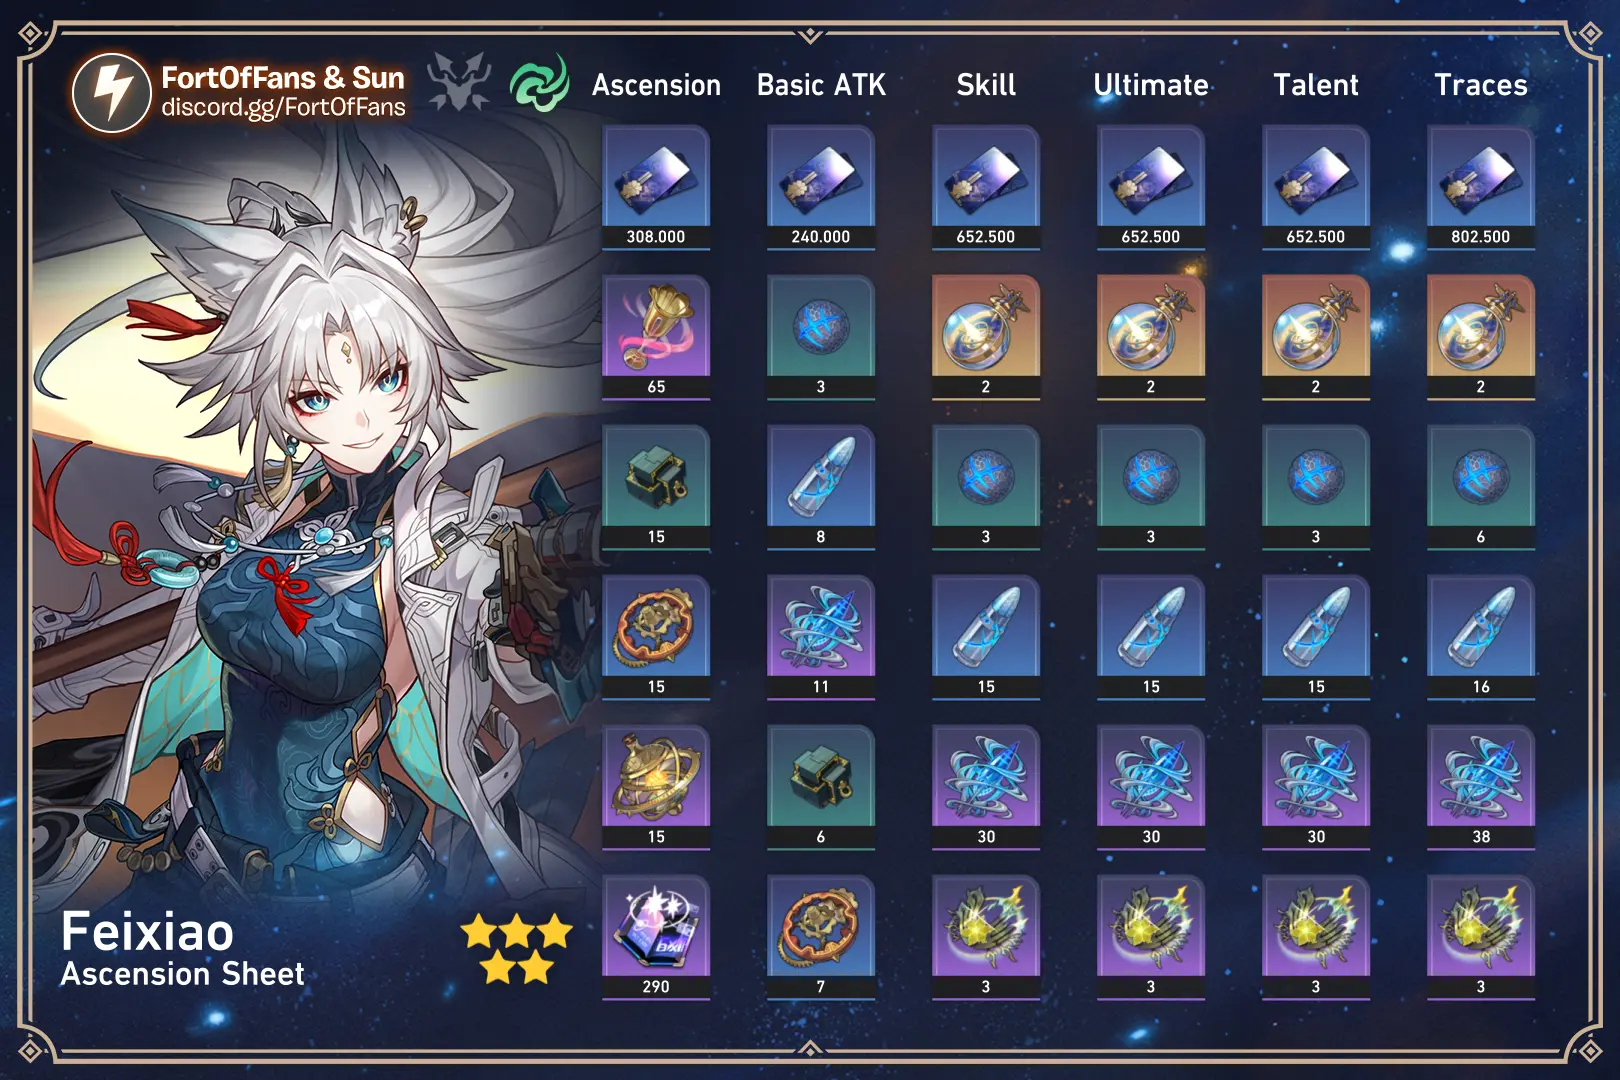 FortOfFans & Sun
discord.gg/FortOfFans
Ascension Basic ATK Skill Ultimate Talent Traces
308.000 240.000 652.500 652.500 652.500 802.500
65 3 2 2 2 2
15 8 3 3 3 6
15 11 15 15 15 16
15 6 30 30 30 38
290 7 3 3 3 3
Feixiao
Ascension Sheet